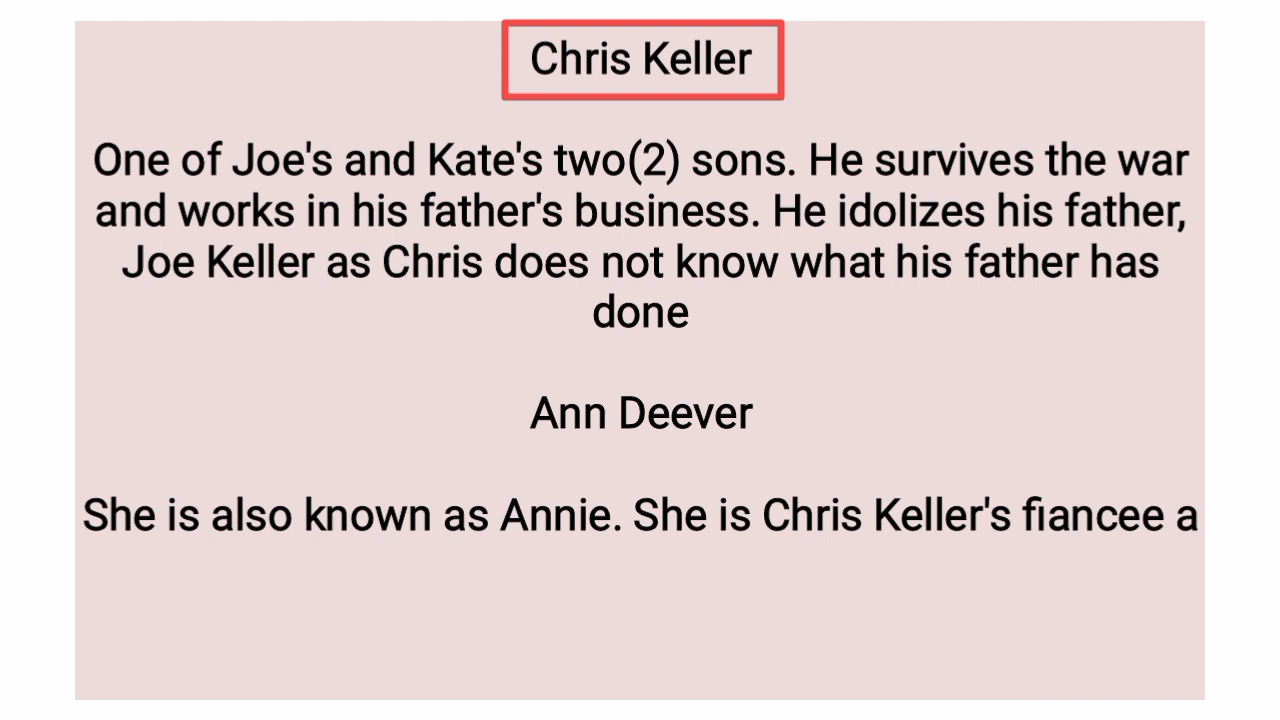 Chris Keller
One of Joe's and Kate's two(2) sons. He survives the war
and works in his father's business. He idolizes his father,
Joe Keller as Chris does not know what his father has
done
Ann Deever
She is also known as Annie. She is Chris Keller's fiancee a